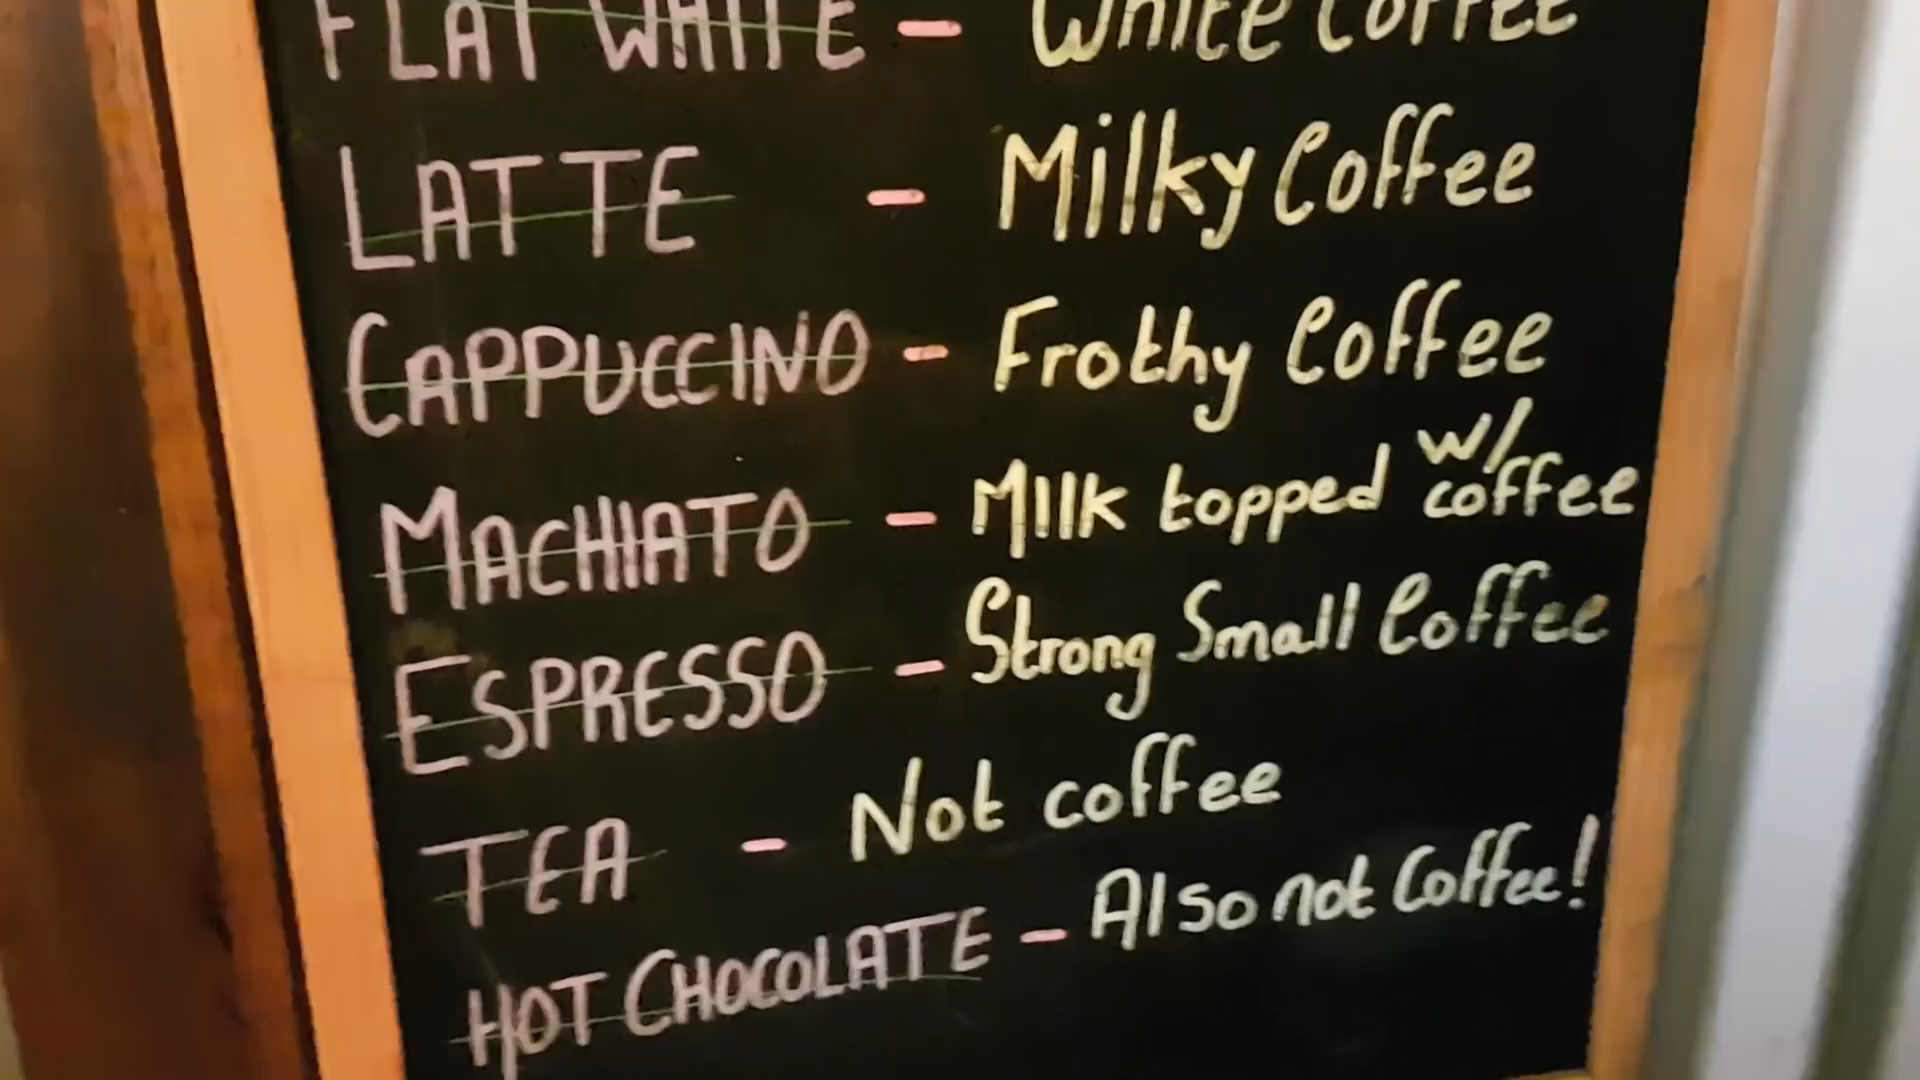 FLAT WHITE - White Coffee
LATTE - Milky Coffee
CAPPUCCINO - Frothy Coffee
MACHIATO - Milk topped w/ coffee
ESPRESSO - Strong Small Coffee
TEA - Not coffee
HOT CHOCOLATE - Also not Coffee!